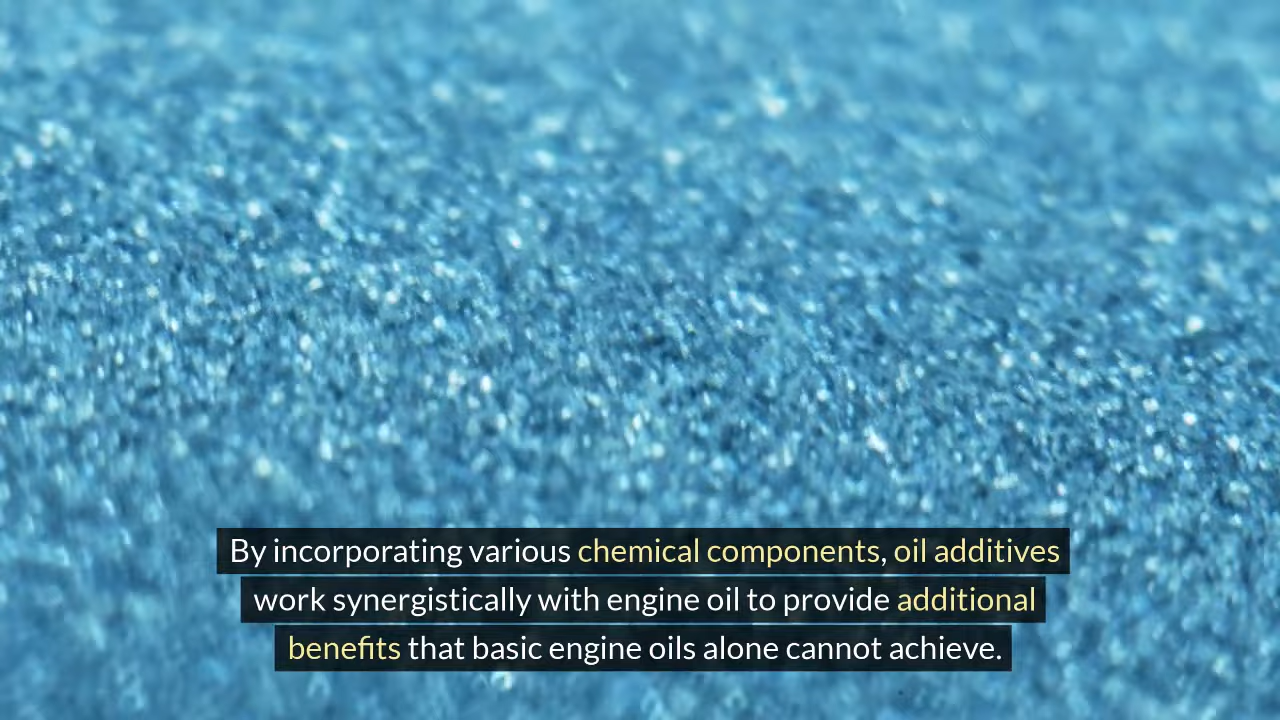 By incorporating various chemical components, oil additives
work synergistically with engine oil to provide additional
benefits that basic engine oils alone cannot achieve.